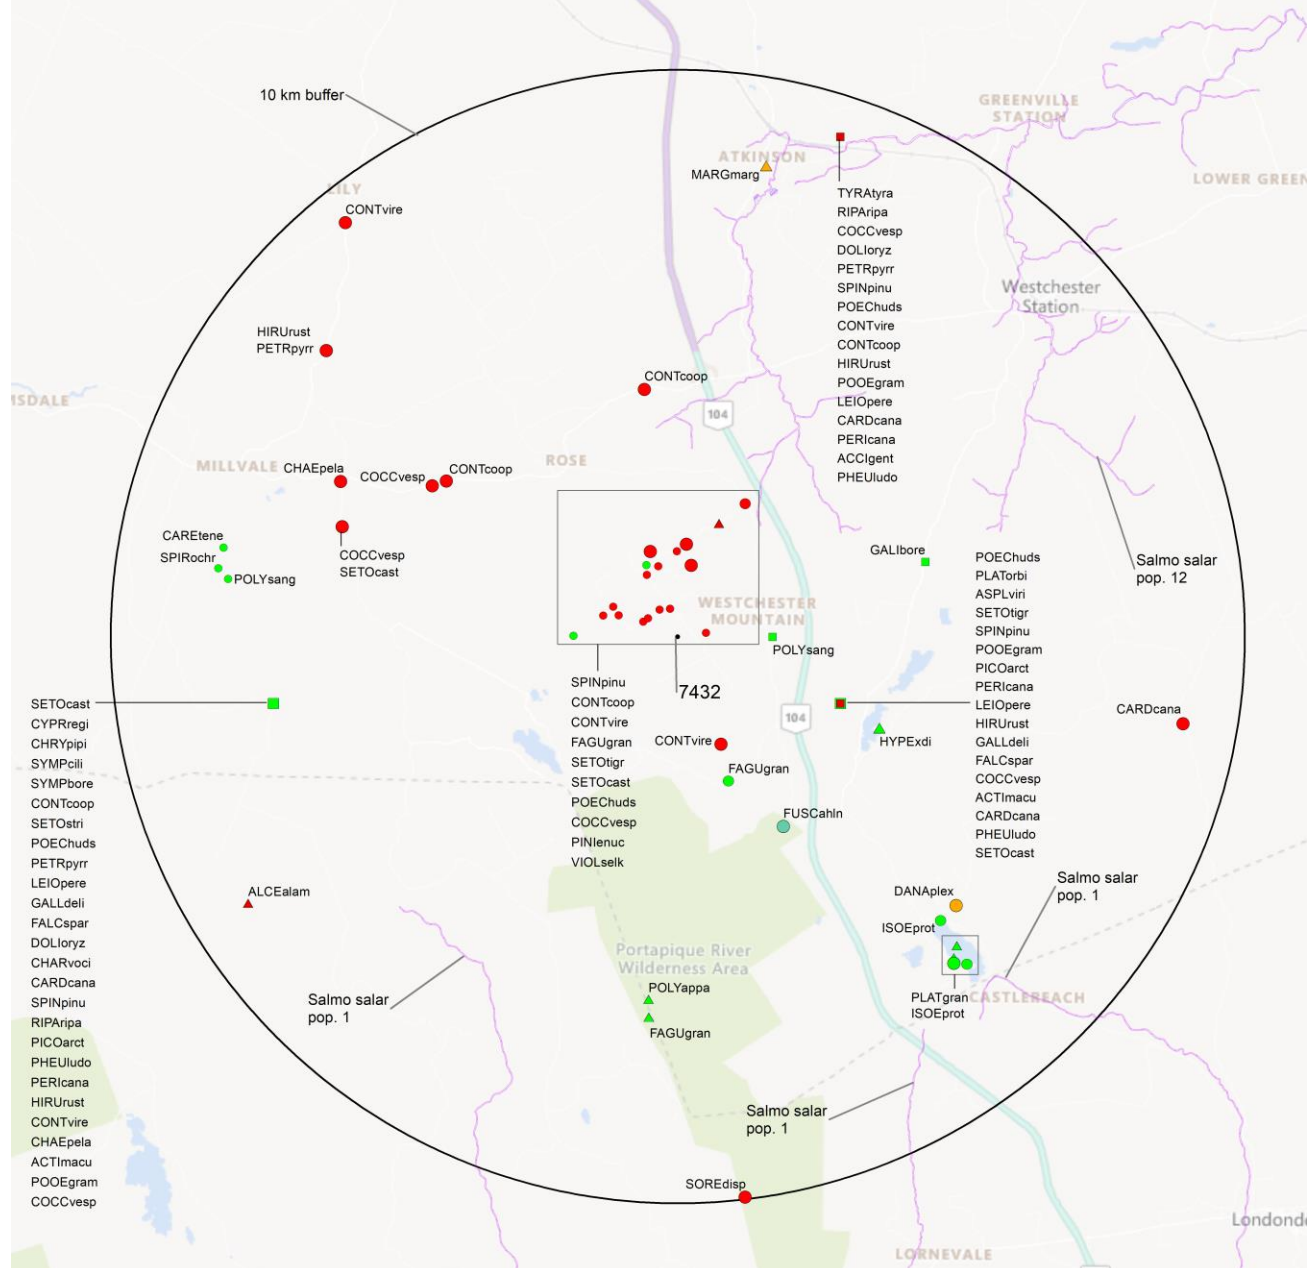 10 km buffer
GREENVILLE
STATION
ATKINSON
MARGmarg
LOWER GREEN
LILY
CONTvire
TYRAtyra
RIPAripa
COCCvesp
DOLIoryz
PETRpyrr
SPINpinu
POEChuds
CONTvire
CONTcoop
HIRUrust
POOEgram
LEIOpere
CARDcana
PERIcana
ACCIgent
PHEUludo
Westchester
Station
HIRUrust
PETRpyrr
CONTcoop
MSDALE
104
MILLVALE
CHAEpela
COCCvesp
CONTcoop
ROSE
CAREtene
SPIRochr
POLYsang
COCCvesp
SETOcast
GALIbore
Salmo salar
pop. 12
WESTCHESTER
MOUNTAIN
POLYsang
7432
POEChuds
PLATorbi
ASPLviri
SETOtigr
SPINpinu
POOEgram
PICOarct
PERIcana
LEIOpere
HIRUrust
GALLdeli
FALCspar
COCCvesp
ACTImacu
CARDcana
PHEUludo
SETOcast
SPINpinu
CONTcoop
CONTvire
FAGUgran
SETOtigr
SETOcast
POEChuds
COCCvesp
PINIenuc
VIOLselk
104
CARDcana
HYPExdi
CONTvire
FAGUgran
FUSCahln
SETOcast
CYPRregi
CHRYpipi
SYMPcili
SYMPbore
CONTcoop
SETOstri
POEChuds
PETRpyrr
LEIOpere
GALLdeli
FALCspar
DOLIoryz
CHARvoci
CARDcana
SPINpinu
RIPAripa
PICOarct
PHEUludo
PERIcana
HIRUrust
CONTvire
CHAEpela
ACTImacu
POOEgram
COCCvesp
ALCEalam
DANAplex
ISOEprot
Salmo salar
pop. 1
Portapique River
Wilderness Area
POLYappa
FAGUgran
PLATgran
ISOEprot
CASTLEREACH
Salmo salar
pop. 1
Salmo salar
pop. 1
SOREdisp
Londonde
LORNEVALE